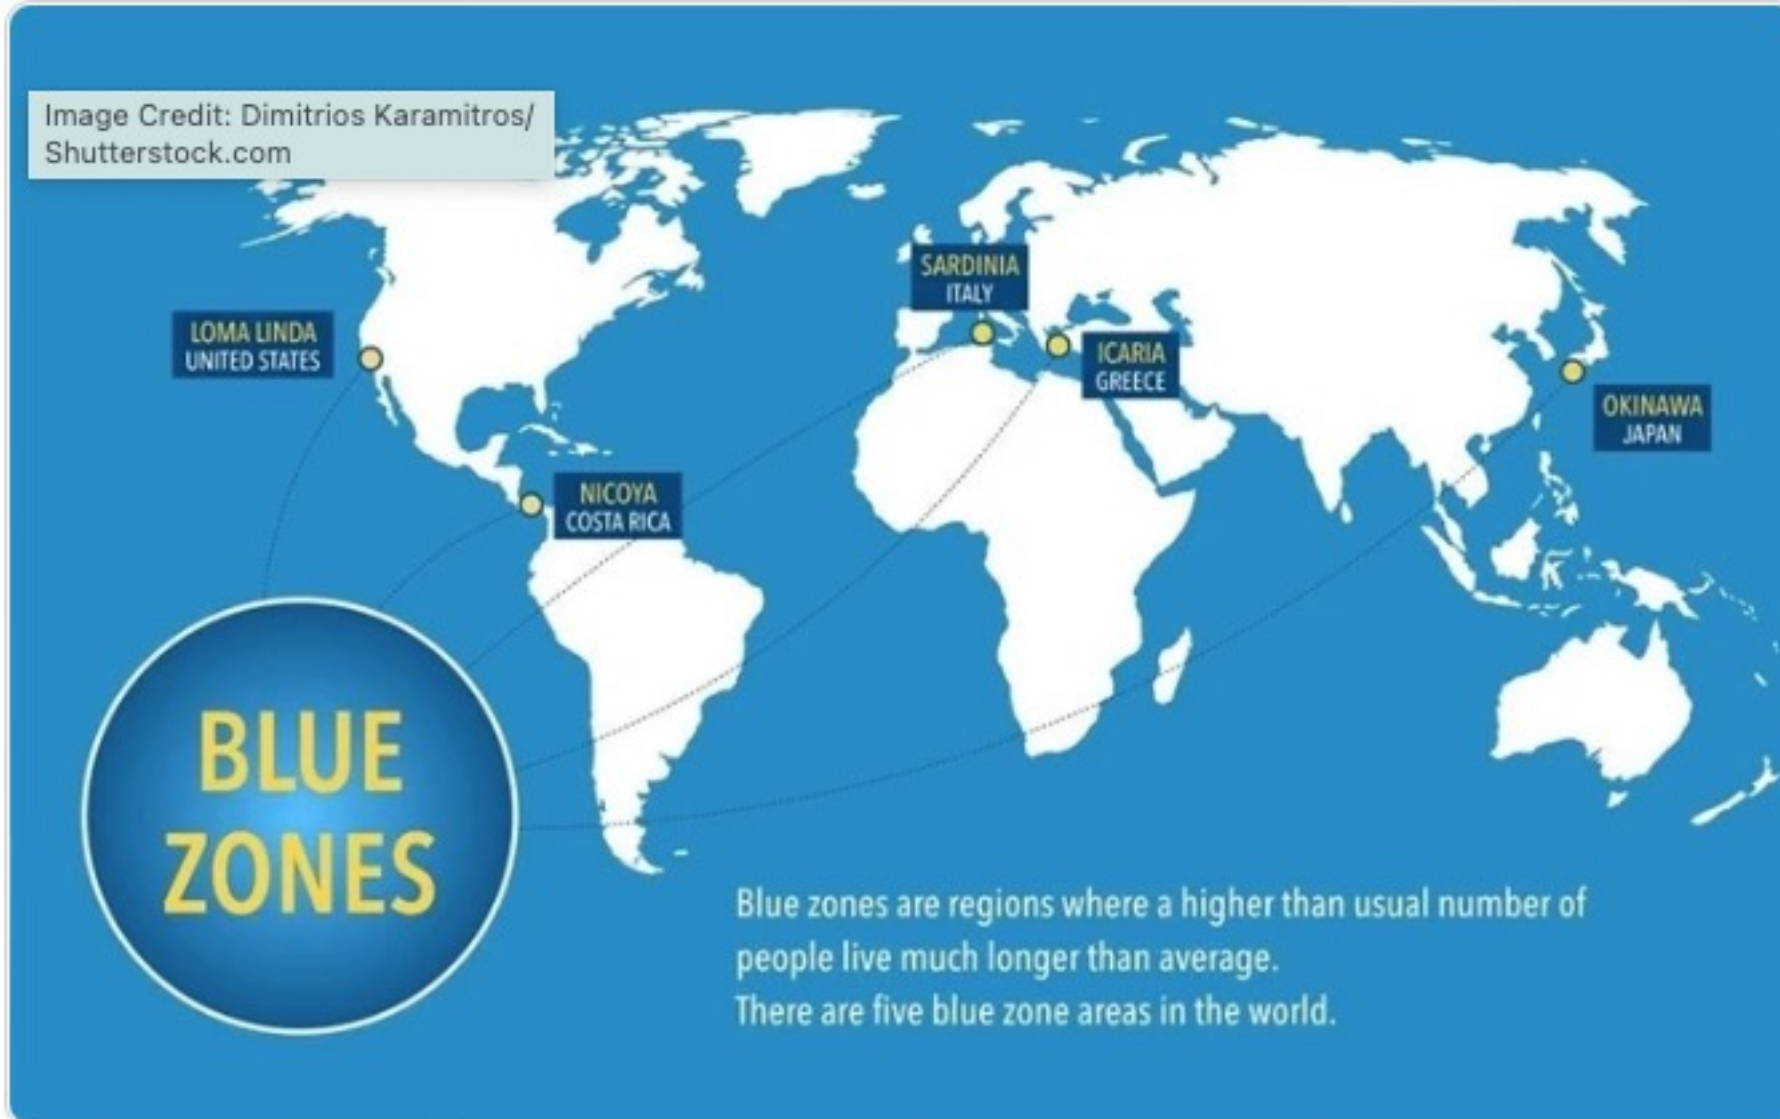 Image Credit: Dimitrios Karamitros/
Shutterstock.com
SARDINIA
ITALY
LOMA LINDA
UNITED STATES
ICARIA
GREECE
OKINAWA
JAPAN
NICOYA
COSTA RICA
BLUE
ZONES
Blue zones are regions where a higher than usual number of
people live much longer than average.
There are five blue zone areas in the world.